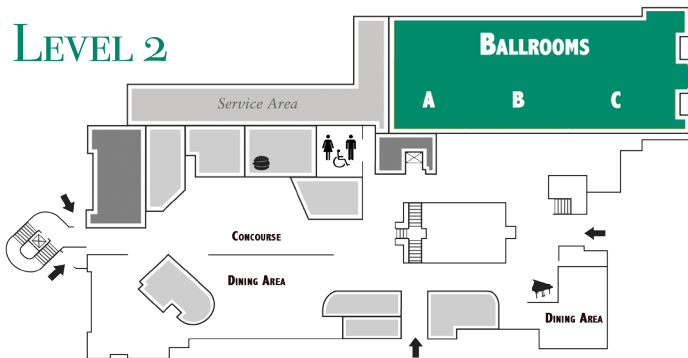 LEVEL 2
BALLROOMS
A B C
Service Area
CONCOURSE
DINING AREA
DINING AREA